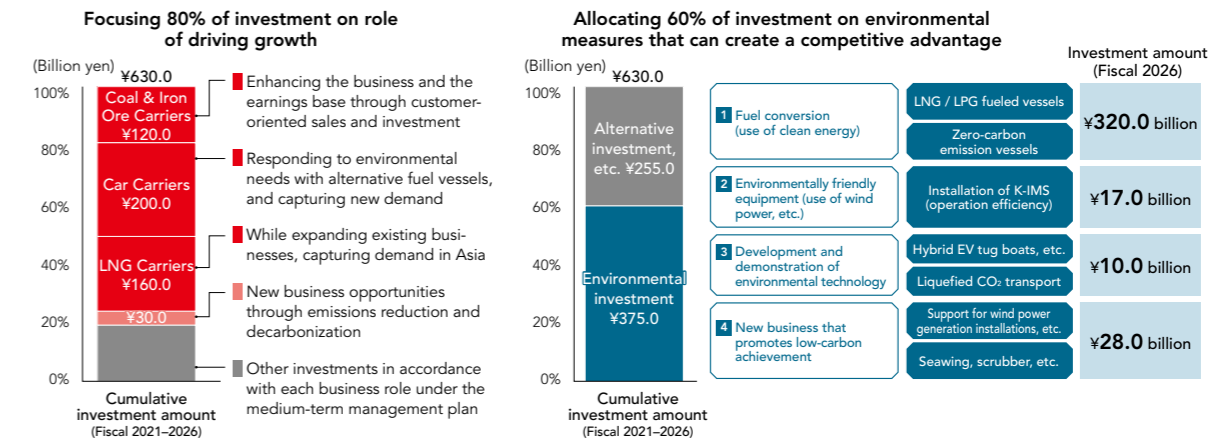 Focusing 80% of investment on role
of driving growth
(Billion yen)
¥630.0
100%
80%
60%
40%
20%
0%
Coal & Iron
Ore Carriers
¥120.0
Car Carriers
¥200.0
LNG Carriers
¥160.0
¥30.0
Enhancing the business and the
earnings base through customer-
oriented sales and investment
Responding to environmental
needs with alternative fuel vessels,
and capturing new demand
While expanding existing busi-
nesses, capturing demand in Asia
New business opportunities
through emissions reduction and
decarbonization
Other investments in accordance
with each business role under the
medium-term management plan
Cumulative
investment amount
(Fiscal 2021–2026)
Allocating 60% of investment on environmental
measures that can create a competitive advantage
(Billion yen)
¥630.0
100%
80%
60%
40%
20%
0%
Alternative
investment,
etc. ¥255.0
Environmental
investment
¥375.0
Cumulative
investment amount
(Fiscal 2021–2026)
Investment amount
(Fiscal 2026)
1 Fuel conversion
(use of clean energy)
LNG / LPG fueled vessels
Zero-carbon
emission vessels
¥320.0 billion
2 Environmentally friendly
equipment (use of wind
power, etc.)
Installation of K-IMS
(operation efficiency)
¥17.0 billion
3 Development and
demonstration of
environmental technology
Hybrid EV tug boats, etc.
Liquefied CO₂ transport
¥10.0 billion
4 New business that
promotes low-carbon
achievement
Support for wind power
generation installations, etc.
Seawing, scrubber, etc.
¥28.0 billion